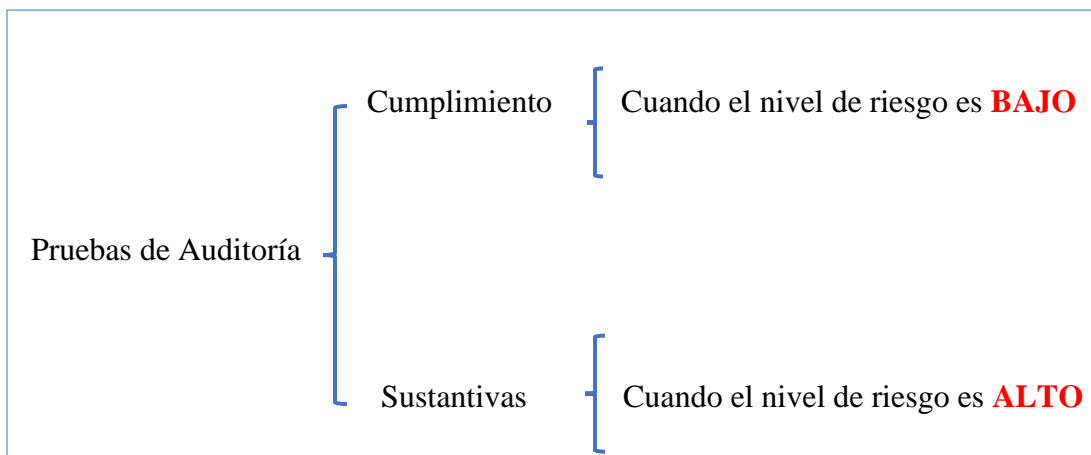 Cumplimiento
Cuando el nivel de riesgo es BAJO
Pruebas de Auditoría
Sustantivas
Cuando el nivel de riesgo es ALTO